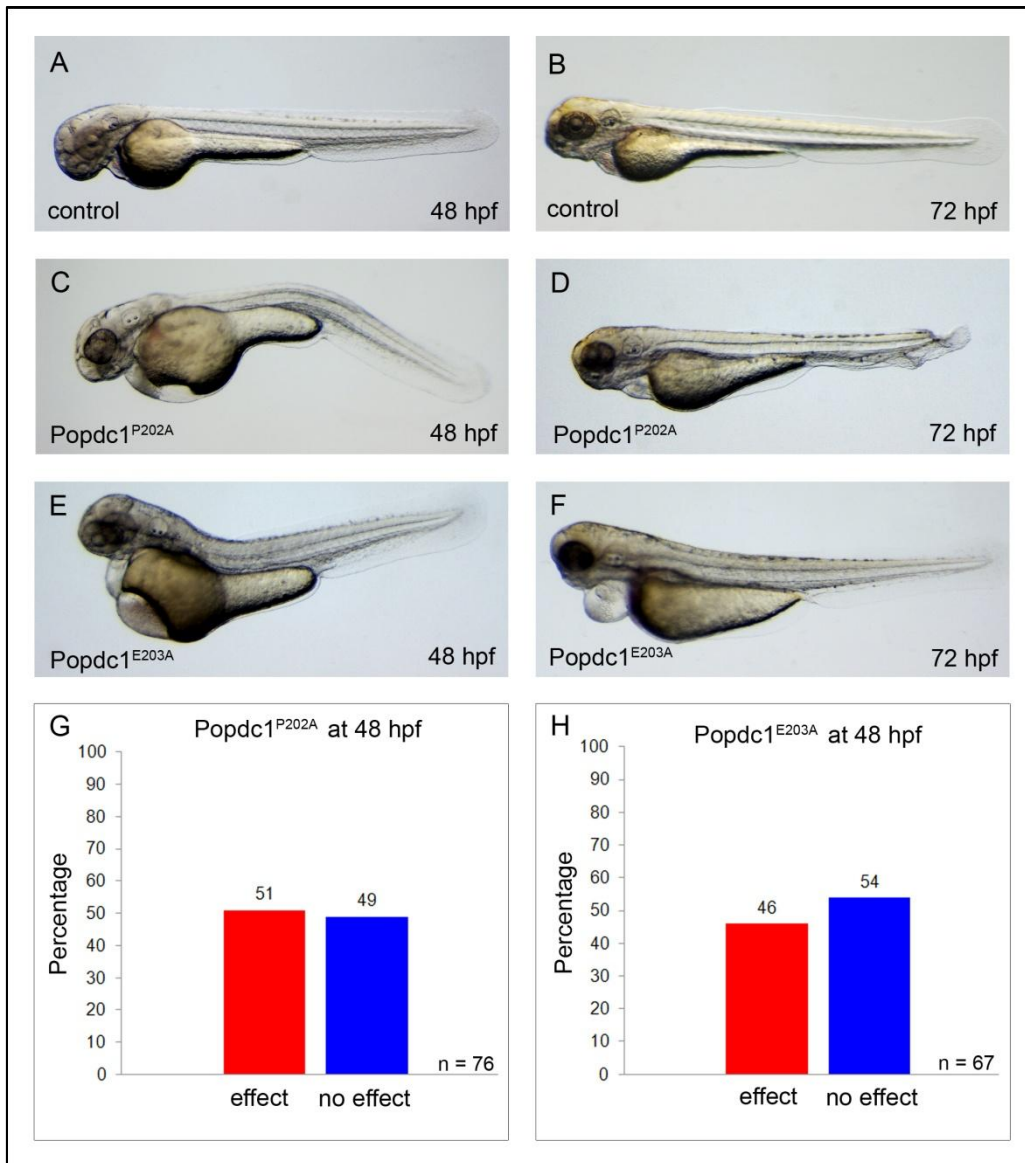 A
control
48 hpf
B
control
72 hpf
C
Popdc1P202A
48 hpf
D
Popdc1P202A
72 hpf
E
Popdc1E203A
48 hpf
F
Popdc1E203A
72 hpf
G
Popdc1P202A at 48 hpf
Percentage
100
90
80
70
60
50
40
30
20
10
0
51
49
effect
no effect
n = 76
H
Popdc1E203A at 48 hpf
Percentage
100
90
80
70
60
50
40
30
20
10
0
46
54
effect
no effect
n = 67